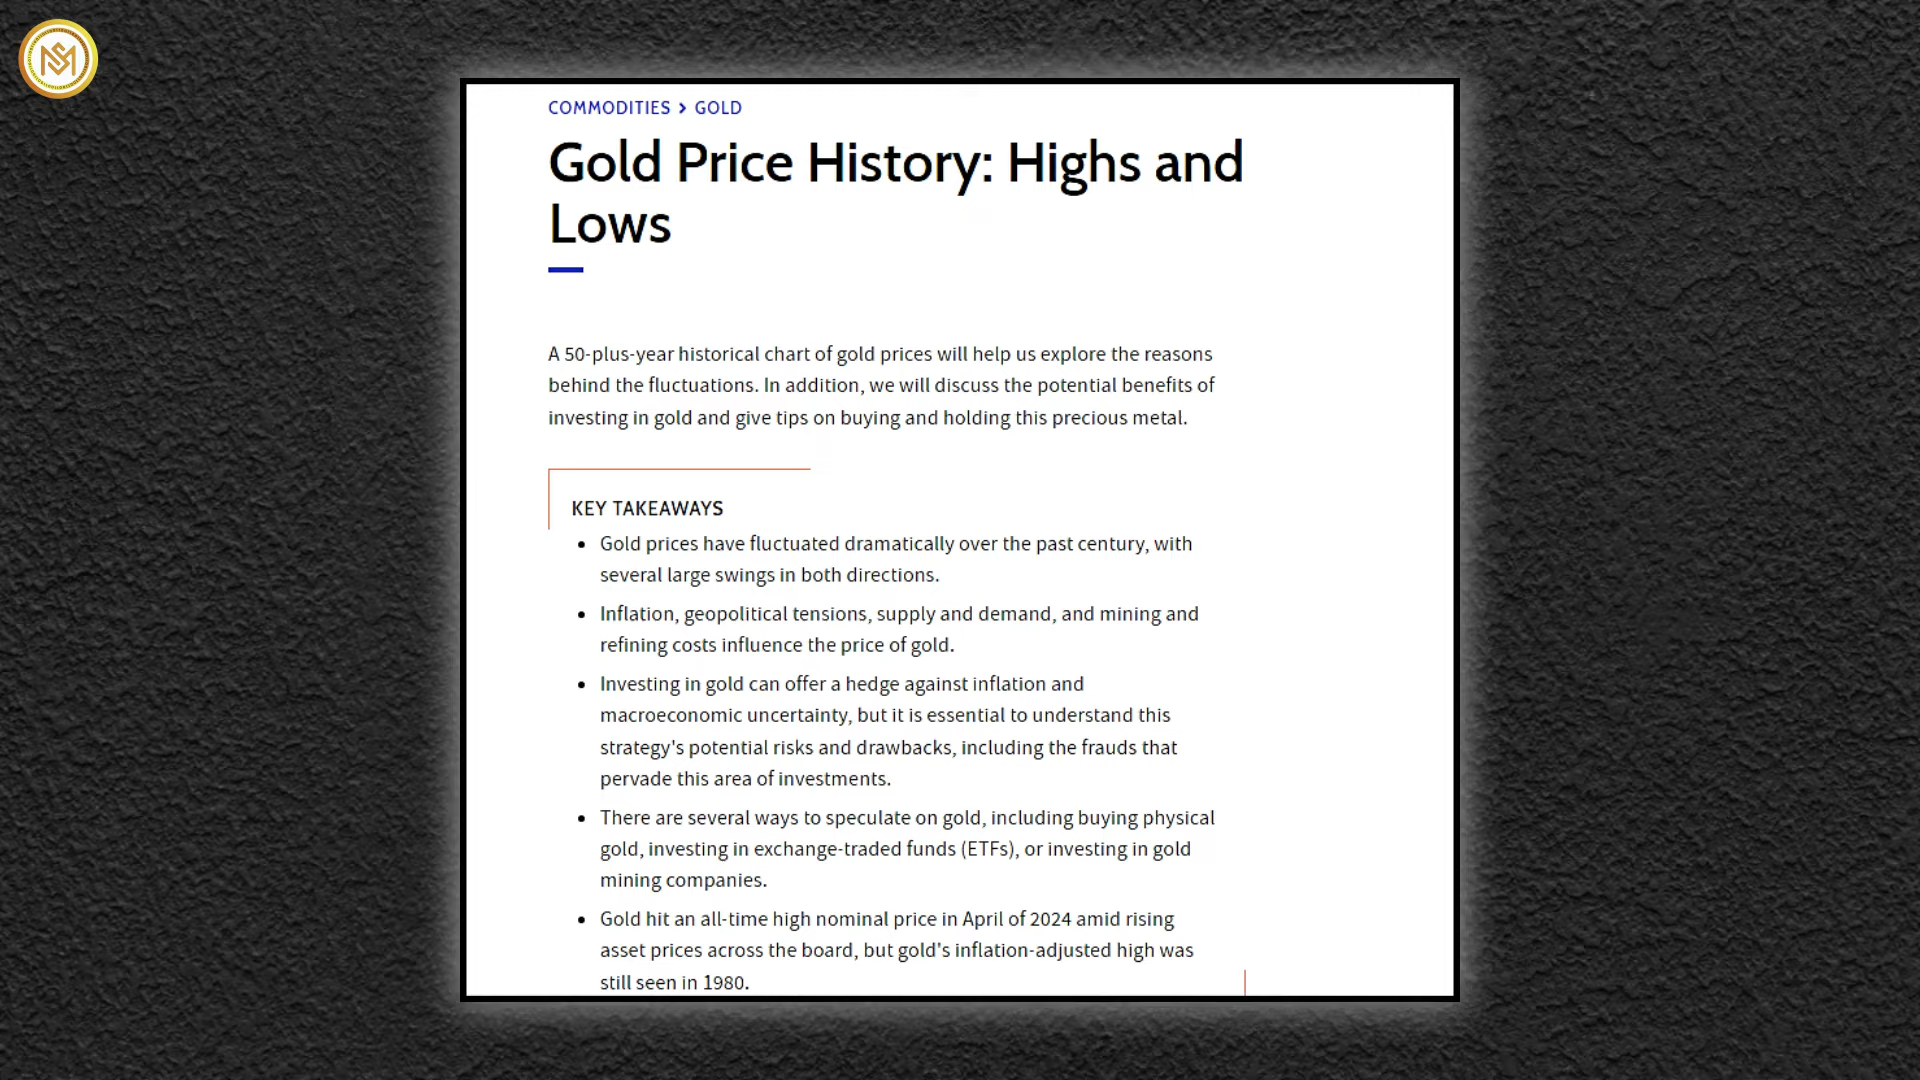 COMMODITIES > GOLD
Gold Price History: Highs and
Lows
A 50-plus-year historical chart of gold prices will help us explore the reasons
behind the fluctuations. In addition, we will discuss the potential benefits of
investing in gold and give tips on buying and holding this precious metal.
KEY TAKEAWAYS
• Gold prices have fluctuated dramatically over the past century, with
several large swings in both directions.
• Inflation, geopolitical tensions, supply and demand, and mining and
refining costs influence the price of gold.
• Investing in gold can offer a hedge against inflation and
macroeconomic uncertainty, but it is essential to understand this
strategy's potential risks and drawbacks, including the frauds that
pervade this area of investments.
• There are several ways to speculate on gold, including buying physical
gold, investing in exchange-traded funds (ETFs), or investing in gold
mining companies.
• Gold hit an all-time high nominal price in April of 2024 amid rising
asset prices across the board, but gold's inflation-adjusted high was
still seen in 1980.